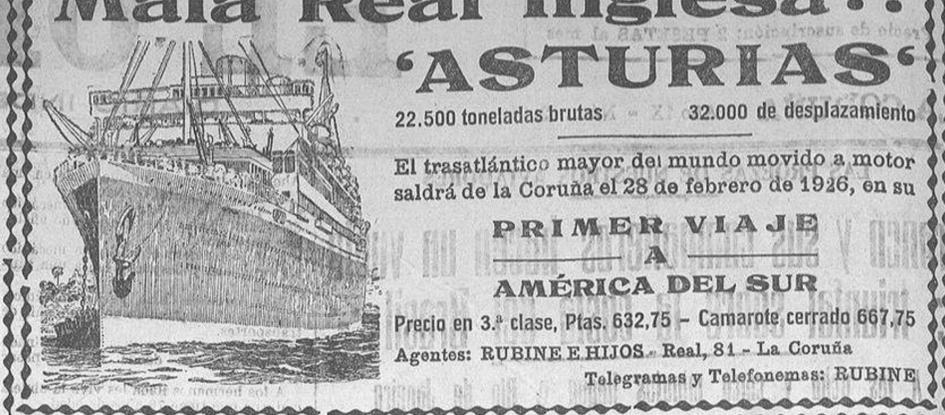 Mala Real Inglesa
‘ASTURIAS‘
22.500 toneladas brutas 32.000 de desplazamiento
El trasatlántico mayor del mundo movido a motor
saldrá de la Coruña el 28 de febrero de 1926, en su
PRIMER VIAJE
A
AMÉRICA DEL SUR
Precio en 3.ª clase, Ptas. 632,75 – Camarote cerrado 667,75
Agentes: RUBINE E HIJOS - Real, 81 - La Coruña
Telegramas y Telefonemas: RUBINE